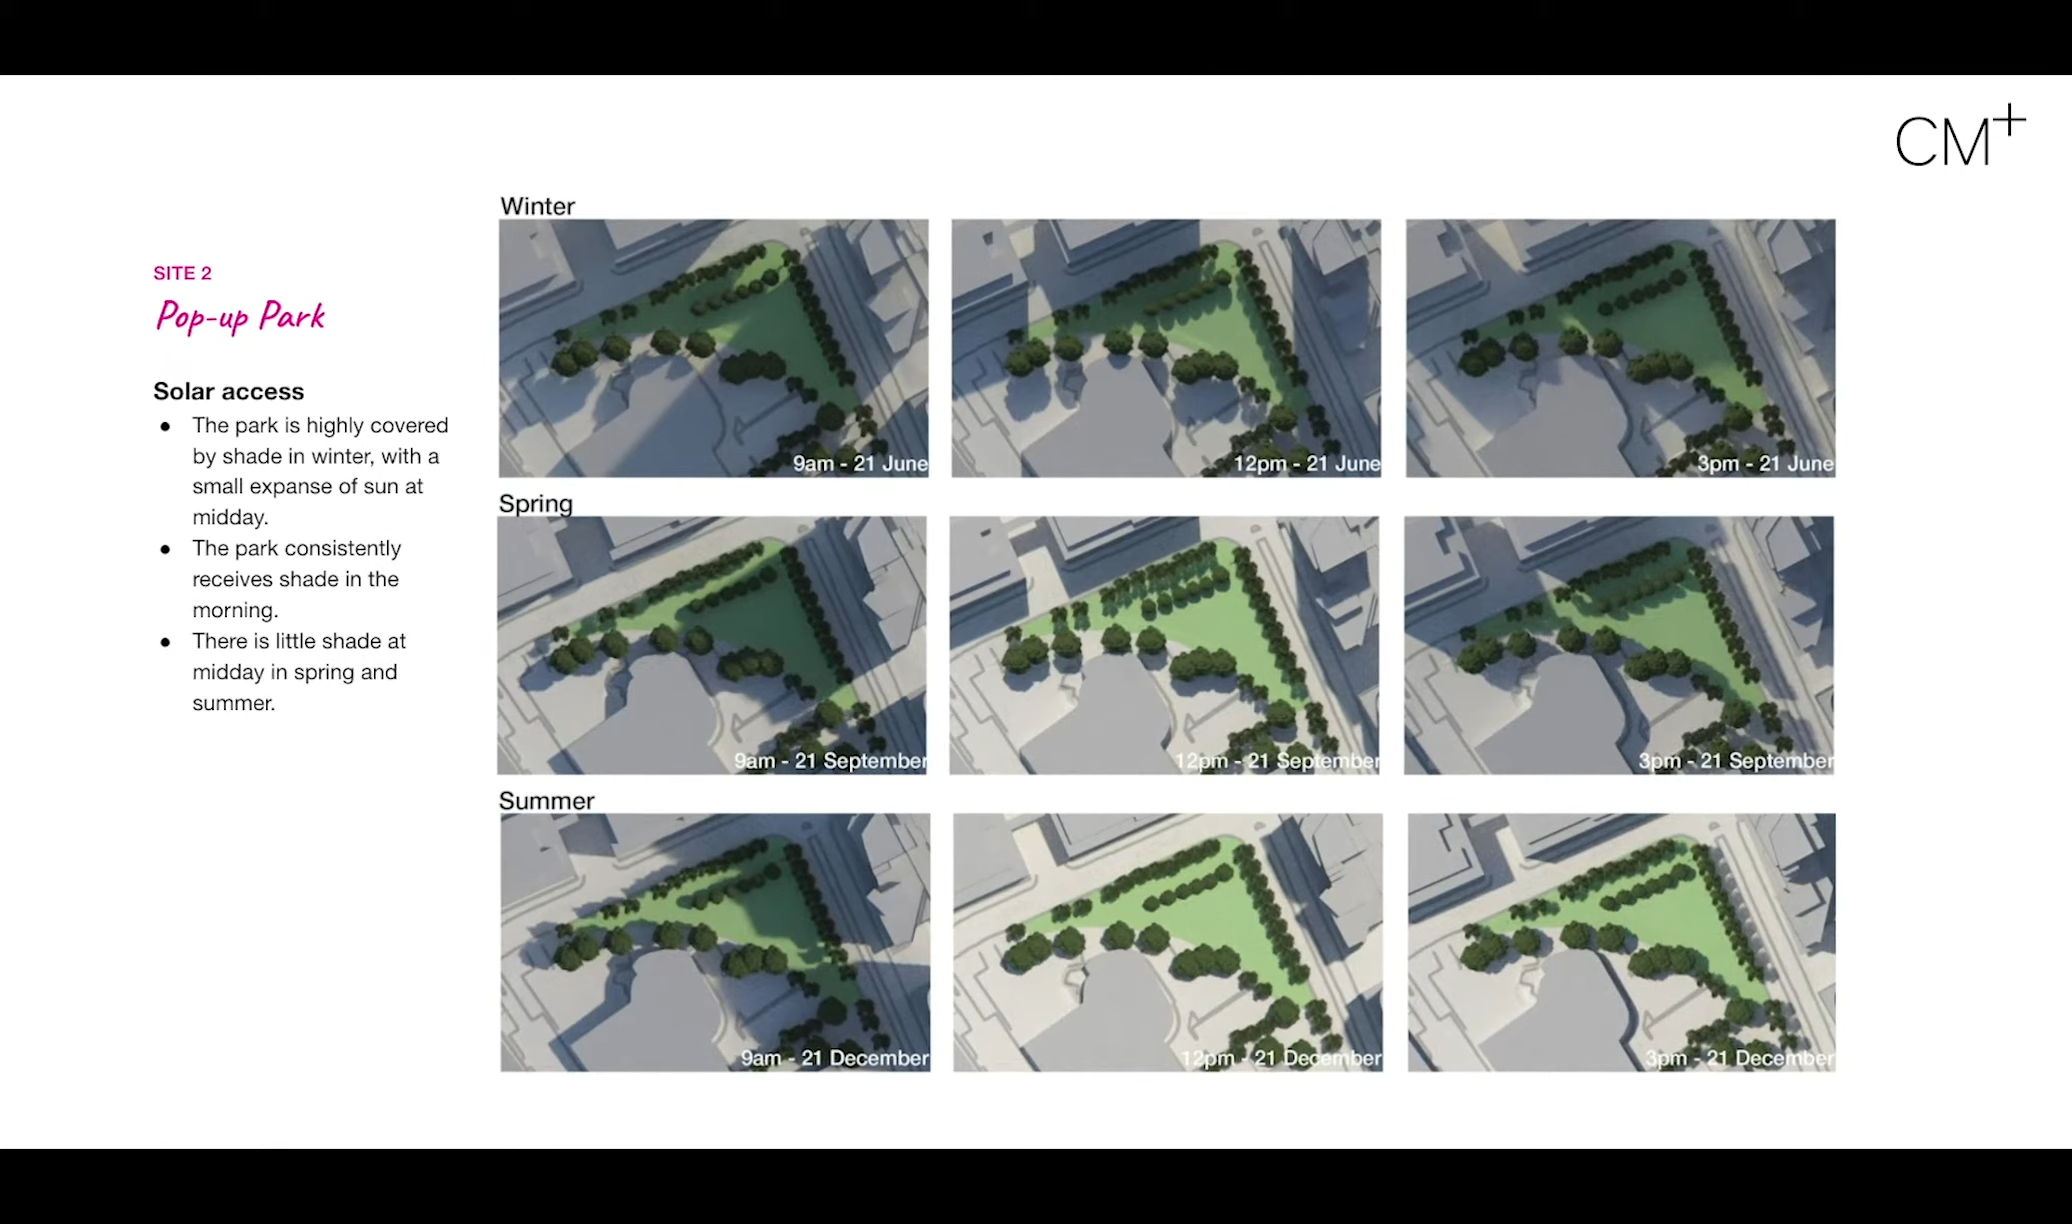 CM+
SITE 2
Pop-up Park
Solar access
● The park is highly covered
by shade in winter, with a
small expanse of sun at
midday.
● The park consistently
receives shade in the
morning.
● There is little shade at
midday in spring and
summer.
Winter
9am - 21 June
12pm - 21 June
3pm - 21 June
Spring
9am - 21 September
12pm - 21 September
3pm - 21 September
Summer
9am - 21 December
12pm - 21 December
3pm - 21 December